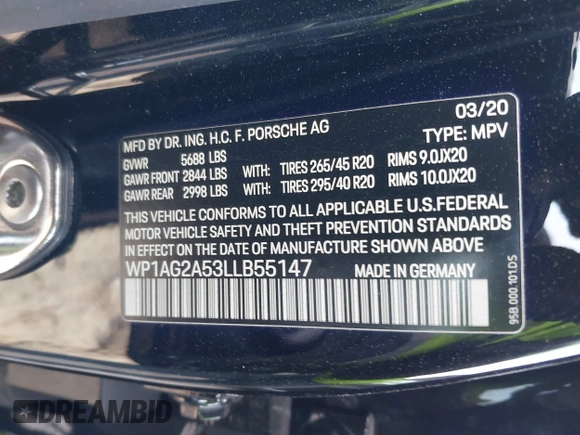 03/20
MFD BY DR. ING. H.C. F. PORSCHE AG TYPE: MPV
GVWR 5688 LBS
GAWR FRONT 2844 LBS WITH: TIRES 265/45 R20 RIMS 9.0JX20
GAWR REAR 2998 LBS WITH: TIRES 295/40 R20 RIMS 10.0JX20
THIS VEHICLE CONFORMS TO ALL APPLICABLE U.S.FEDERAL
MOTOR VEHICLE SAFETY AND THEFT PREVENTION STANDARDS
IN EFFECT ON THE DATE OF MANUFACTURE SHOWN ABOVE
WP1AG2A53LLB55147 MADE IN GERMANY
95B.000.101.DS
DREAMBID